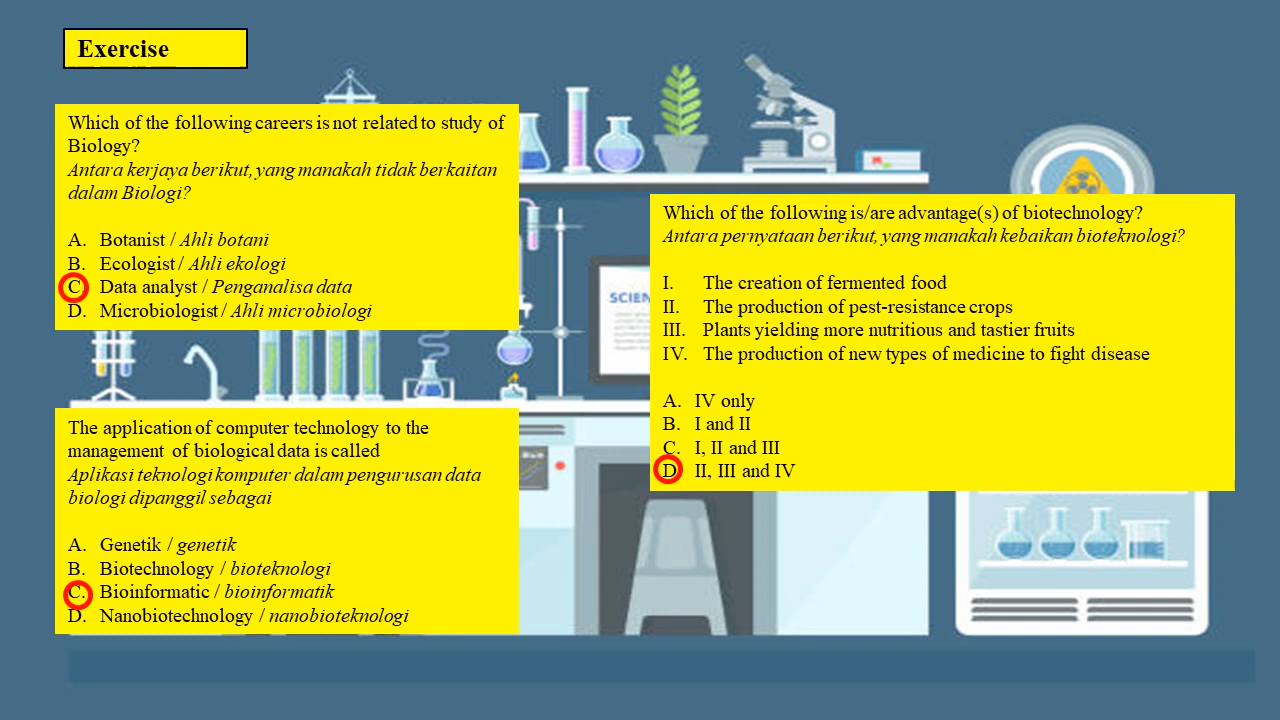 Exercise
Which of the following careers is not related to study of
Biology?
Antara kerjaya berikut, yang manakah tidak berkaitan
dalam Biologi?
A. Botanist / Ahli botani
B. Ecologist / Ahli ekologi
C. Data analyst / Penganalisa data
D. Microbiologist / Ahli microbiologi
The application of computer technology to the
management of biological data is called
Aplikasi teknologi komputer dalam pengurusan data
biologi dipanggil sebagai
A. Genetik / genetik
B. Biotechnology / bioteknologi
C. Bioinformatic / bioinformatik
D. Nanobiotechnology / nanobioteknologi
Which of the following is/are advantage(s) of biotechnology?
Antara pernyataan berikut, yang manakah kebaikan bioteknologi?
I. The creation of fermented food
II. The production of pest-resistance crops
III. Plants yielding more nutritious and tastier fruits
IV. The production of new types of medicine to fight disease
A. IV only
B. I and II
C. I, II and III
D. II, III and IV
SCIEN